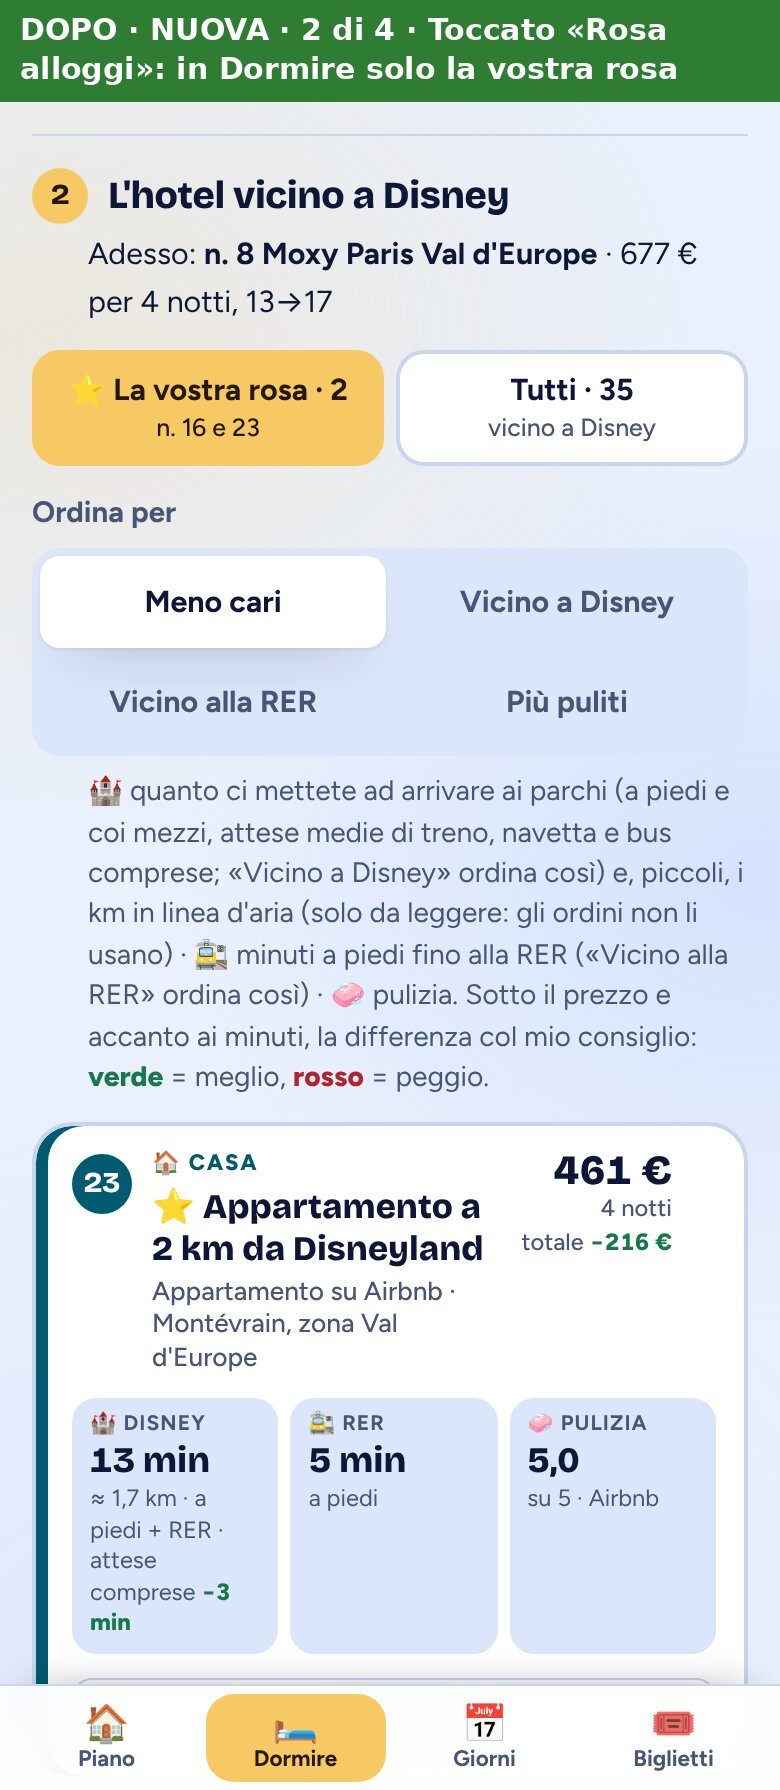 DOPO · NUOVA · 2 di 4 · Toccato «Rosa
alloggi»: in Dormire solo la vostra rosa
2
L'hotel vicino a Disney
Adesso: n. 8 Moxy Paris Val d'Europe · 677 €
per 4 notti, 13→17
⭐ La vostra rosa · 2
n. 16 e 23
Tutti · 35
vicino a Disney
Ordina per
Meno cari
Vicino a Disney
Vicino alla RER
Più puliti
🏰 quanto ci mettete ad arrivare ai parchi (a piedi e
coi mezzi, attese medie di treno, navetta e bus
comprese; «Vicino a Disney» ordina così) e, piccoli, i
km in linea d'aria (solo da leggere: gli ordini non li
usano) · 🚉 minuti a piedi fino alla RER («Vicino alla
RER» ordina così) · 🧼 pulizia. Sotto il prezzo e
accanto ai minuti, la differenza col mio consiglio:
verde = meglio, rosso = peggio.
23
🏠 CASA
⭐ Appartamento a
2 km da Disneyland
Appartamento su Airbnb ·
Montévrain, zona Val
d'Europe
461 €
4 notti
totale −216 €
🏰 DISNEY
13 min
≈ 1,7 km · a
piedi + RER ·
attese
comprese −3
min
🚉 RER
5 min
a piedi
🧼 PULIZIA
5,0
su 5 · Airbnb
Piano
Dormire
July
17
Giorni
Biglietti